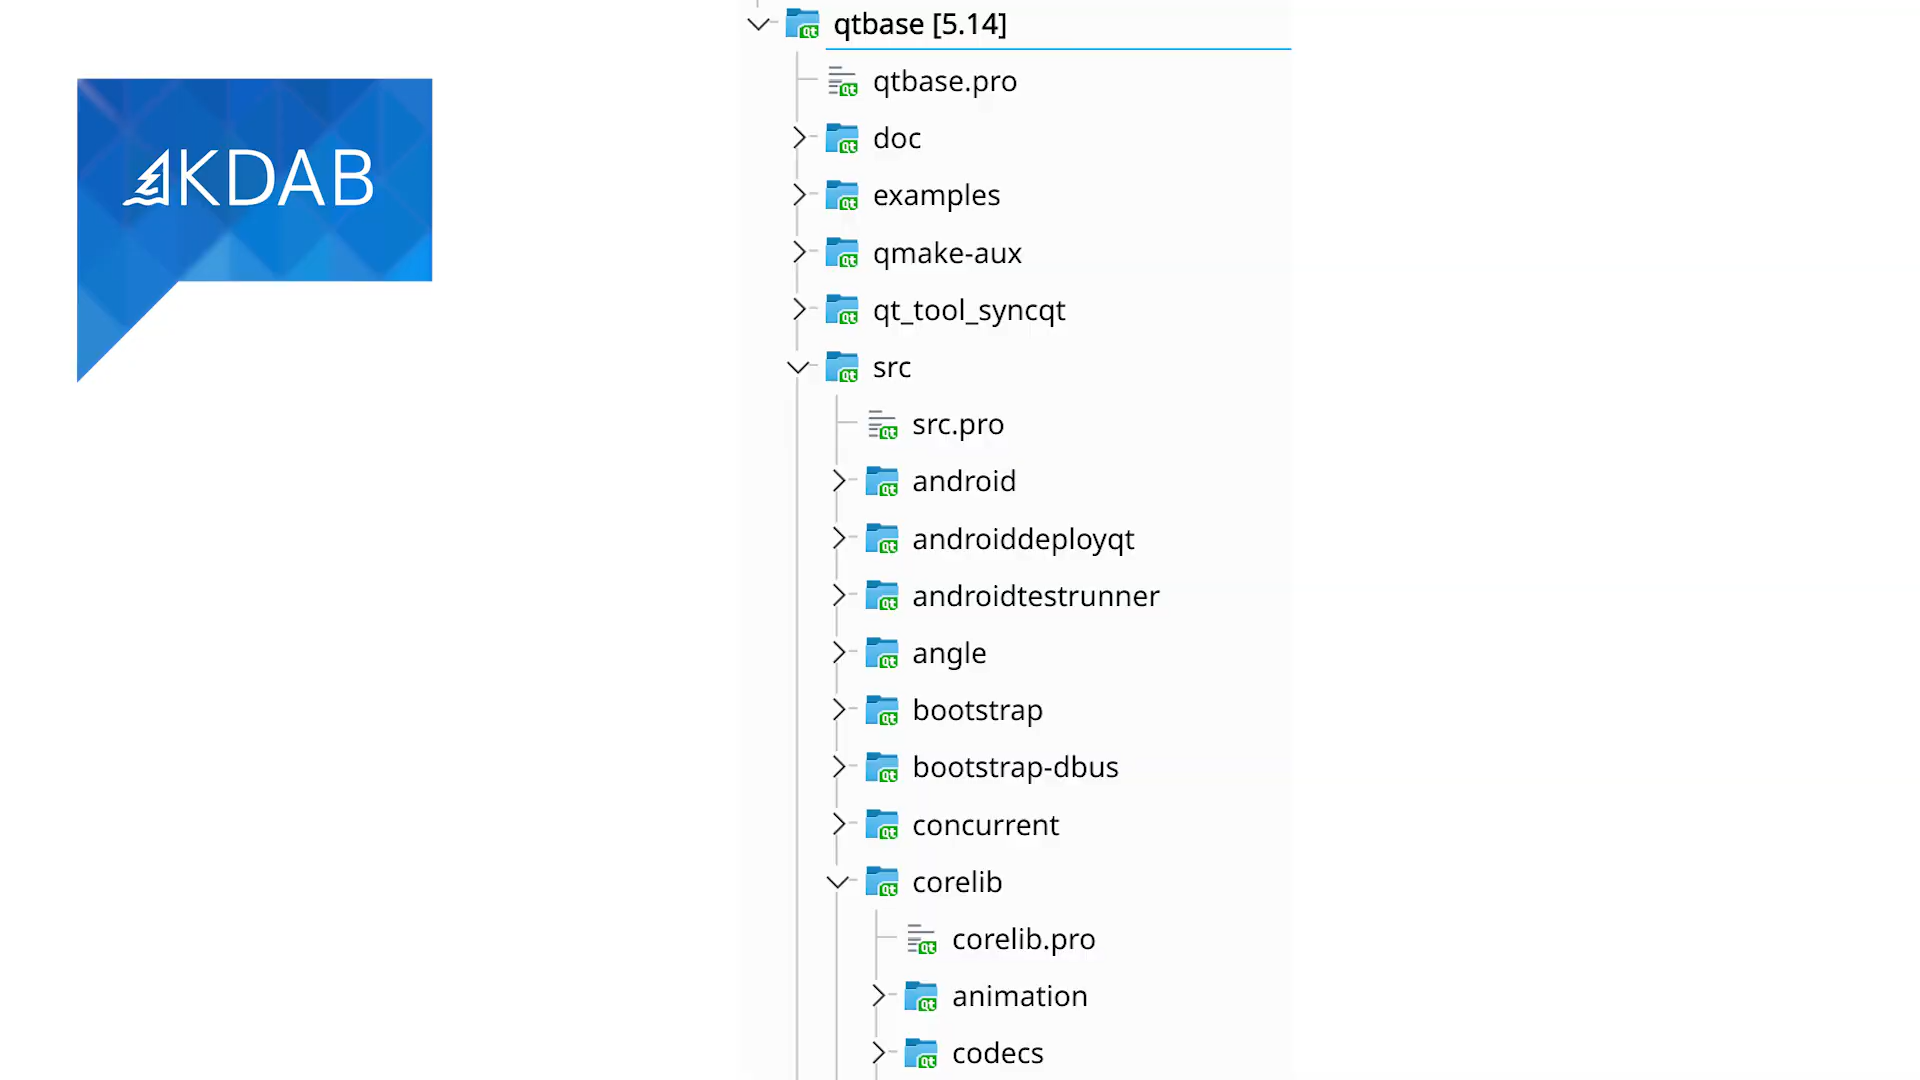 KDAB
qtbase [5.14]
qtbase.pro
doc
examples
qmake-aux
qt_tool_syncqt
src
src.pro
android
androiddeployqt
androidtestrunner
angle
bootstrap
bootstrap-dbus
concurrent
corelib
corelib.pro
animation
codecs